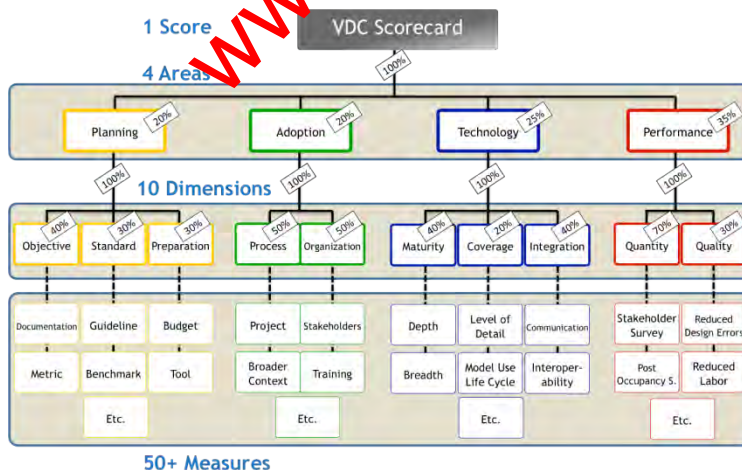 1 Score
VDC Scorecard
WW
100%
4 Areas
Planning
20%
Adoption
20%
Technology
25%
Performance
35%
100%
100%
100%
100%
10 Dimensions
Objective
40%
Standard
30%
Preparation
30%
Process
50%
Organization
50%
Maturity
40%
Coverage
20%
Integration
40%
Quantity
70%
Quality
30%
Documentation
Guideline
Budget
Project
Stakeholders
Depth
Level of
Detail
Communication
Stakeholder
Survey
Reduced
Design Errors
Metric
Benchmark
Tool
Broader
Context
Training
Breadth
Model Use
Life Cycle
Interoper-
ability
Post
Occupancy S.
Reduced
Labor
Etc.
Etc.
Etc.
Etc.
50+ Measures